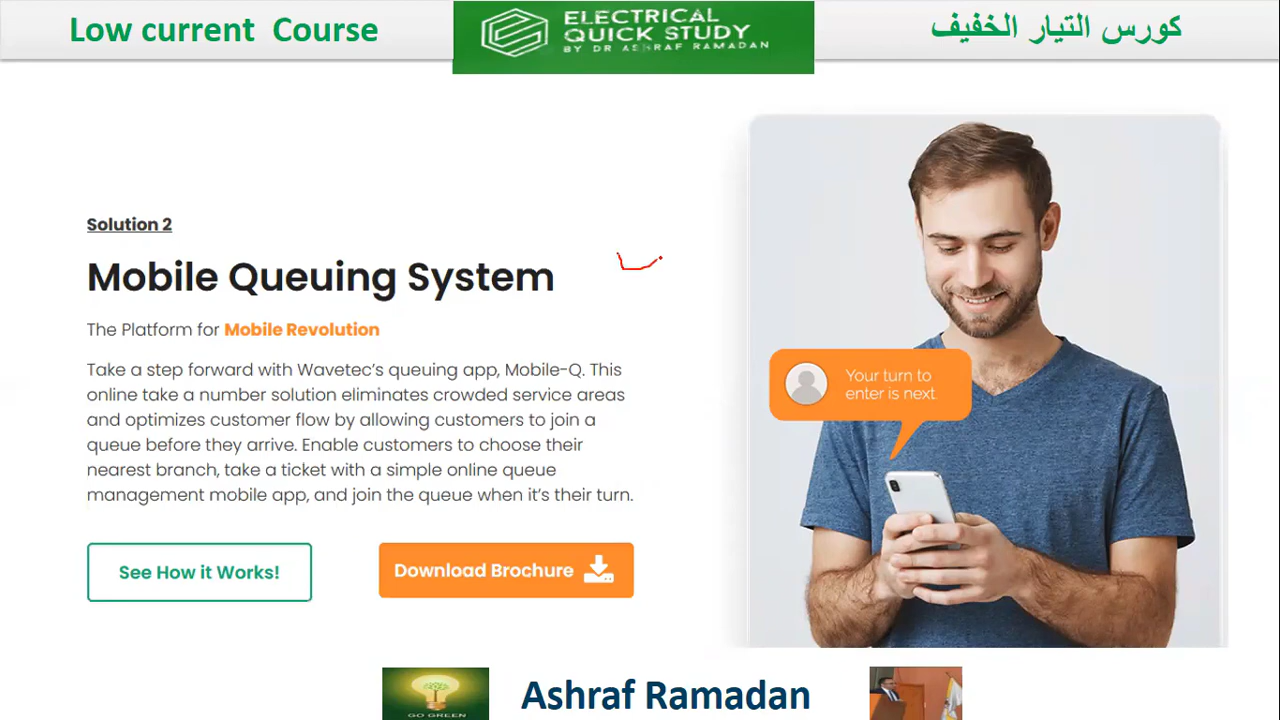 Low current Course
ELECTRICAL
QUICK STUDY
BY DR ASHRAF RAMADAN
كورس التيار الخفيف
Solution 2
Mobile Queuing System
The Platform for Mobile Revolution
Take a step forward with Wavetec’s queuing app, Mobile-Q. This
online take a number solution eliminates crowded service areas
and optimizes customer flow by allowing customers to join a
queue before they arrive. Enable customers to choose their
nearest branch, take a ticket with a simple online queue
management mobile app, and join the queue when it’s their turn.
See How it Works!
Download Brochure
Your turn to
enter is next
GO GREEN
Ashraf Ramadan